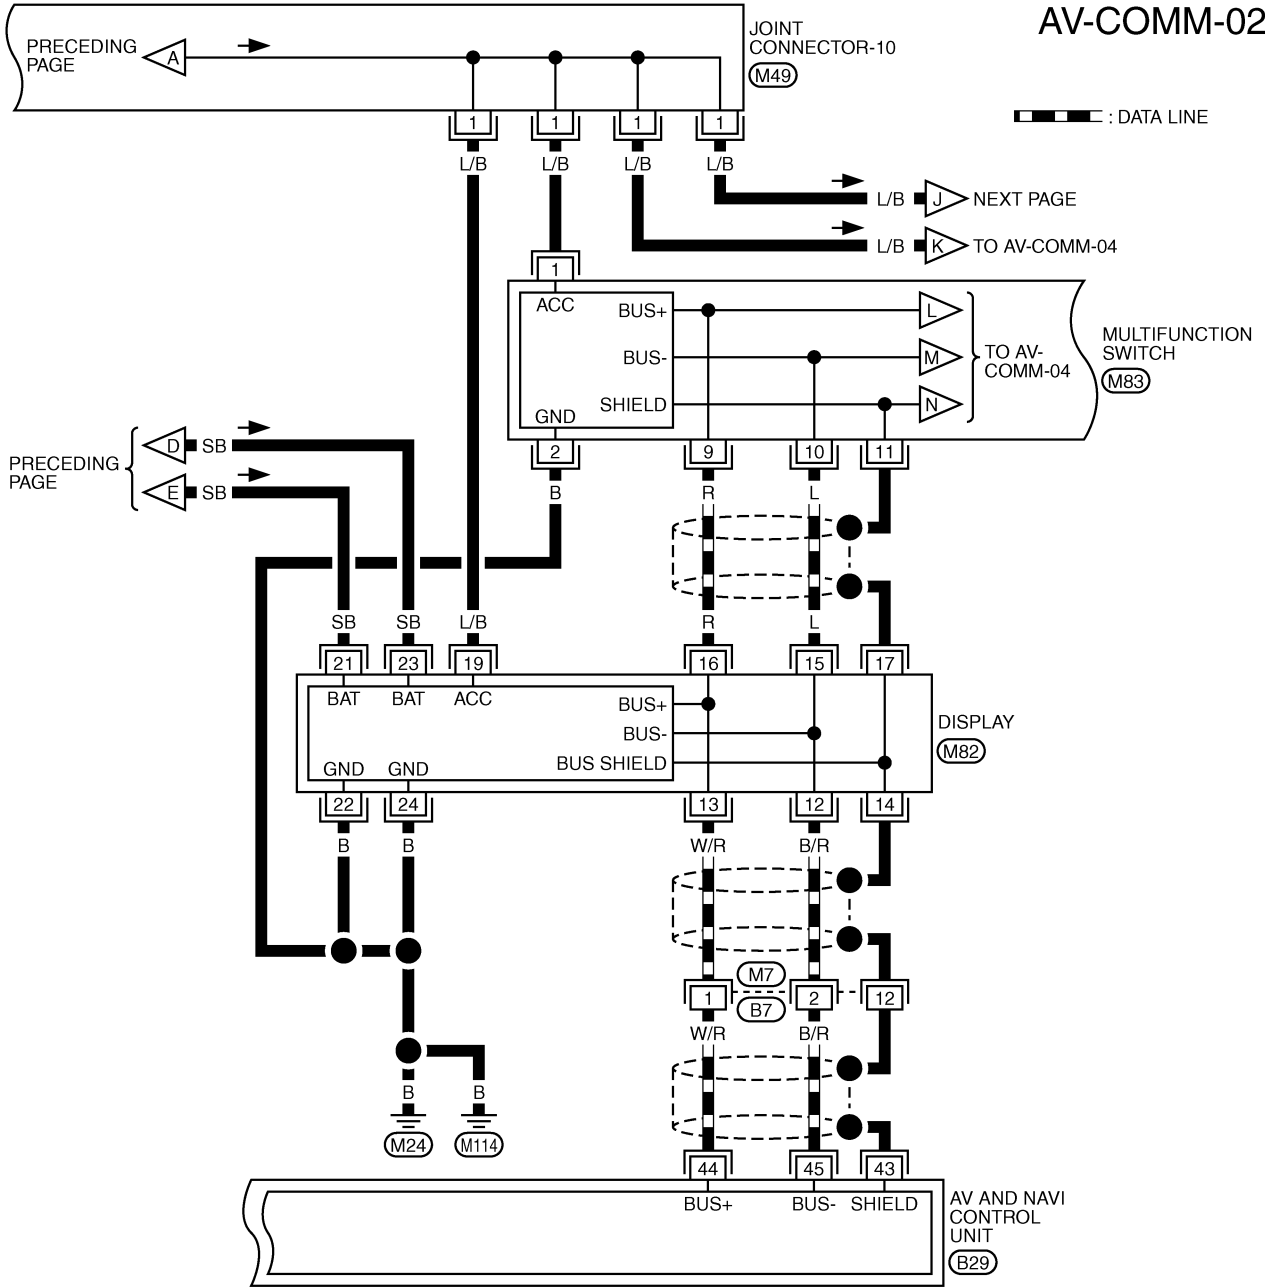 AV-COMM-02
PRECEDING
PAGE
A
JOINT
CONNECTOR-10
M49
1 1 1 1
: DATA LINE
L/B L/B L/B L/B
L/B J NEXT PAGE
L/B K TO AV-COMM-04
1
ACC
BUS+ L
BUS- M
SHIELD N
TO AV-
COMM-04
GND
MULTIFUNCTION
SWITCH
M83
2 9 10 11
PRECEDING
PAGE
D SB
E SB
B R L
SB SB L/B R L
21 23 19 16 15 17
BAT BAT ACC
BUS+
BUS-
BUS SHIELD
GND GND
DISPLAY
M82
22 24 13 12 14
B B W/R B/R
M7
1 2 12
B7
W/R B/R
B B
M24 M114
44 45 43
BUS+ BUS- SHIELD
AV AND NAVI
CONTROL
UNIT
B29